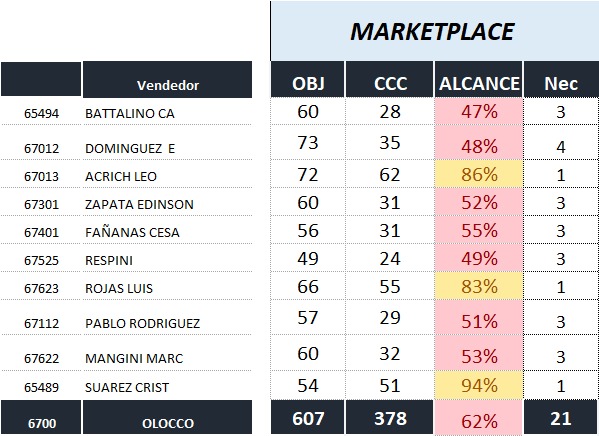 MARKETPLACE
Vendedor OBJ CCC ALCANCE Nec
65494 BATTALINO CA 60 28 47% 3
67012 DOMINGUEZ E 73 35 48% 4
67013 ACRICH LEO 72 62 86% 1
67301 ZAPATA EDINSON 60 31 52% 3
67401 FAÑANAS CESA 56 31 55% 3
67525 RESPINI 49 24 49% 3
67623 ROJAS LUIS 66 55 83% 1
67112 PABLO RODRIGUEZ 57 29 51% 3
67622 MANGINI MARC 60 32 53% 3
65489 SUAREZ CRIST 54 51 94% 1
6700 OLOCCO 607 378 62% 21